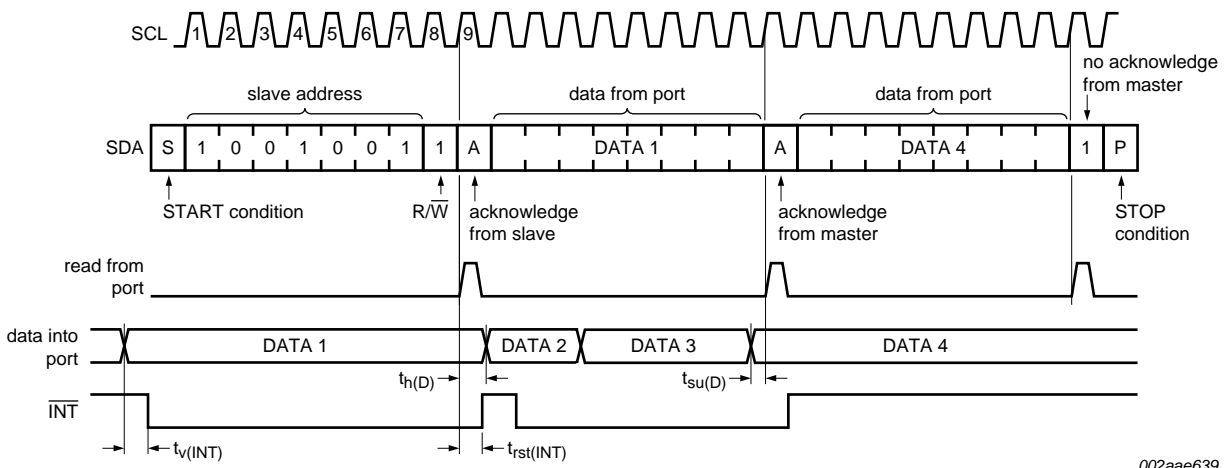 SCL 1 2 3 4 5 6 7 8 9
no acknowledge
from master
slave address
data from port
data from port
SDA S 1 0 0 1 0 0 1 1 A DATA 1 A DATA 4 1 P
START condition
R/W̅
acknowledge
from slave
acknowledge
from master
STOP
condition
read from
port
data into
port
DATA 1 DATA 2 DATA 3 DATA 4
th(D)
tsu(D)
I̅N̅T̅
tv(INT)
trst(INT)
002aae639